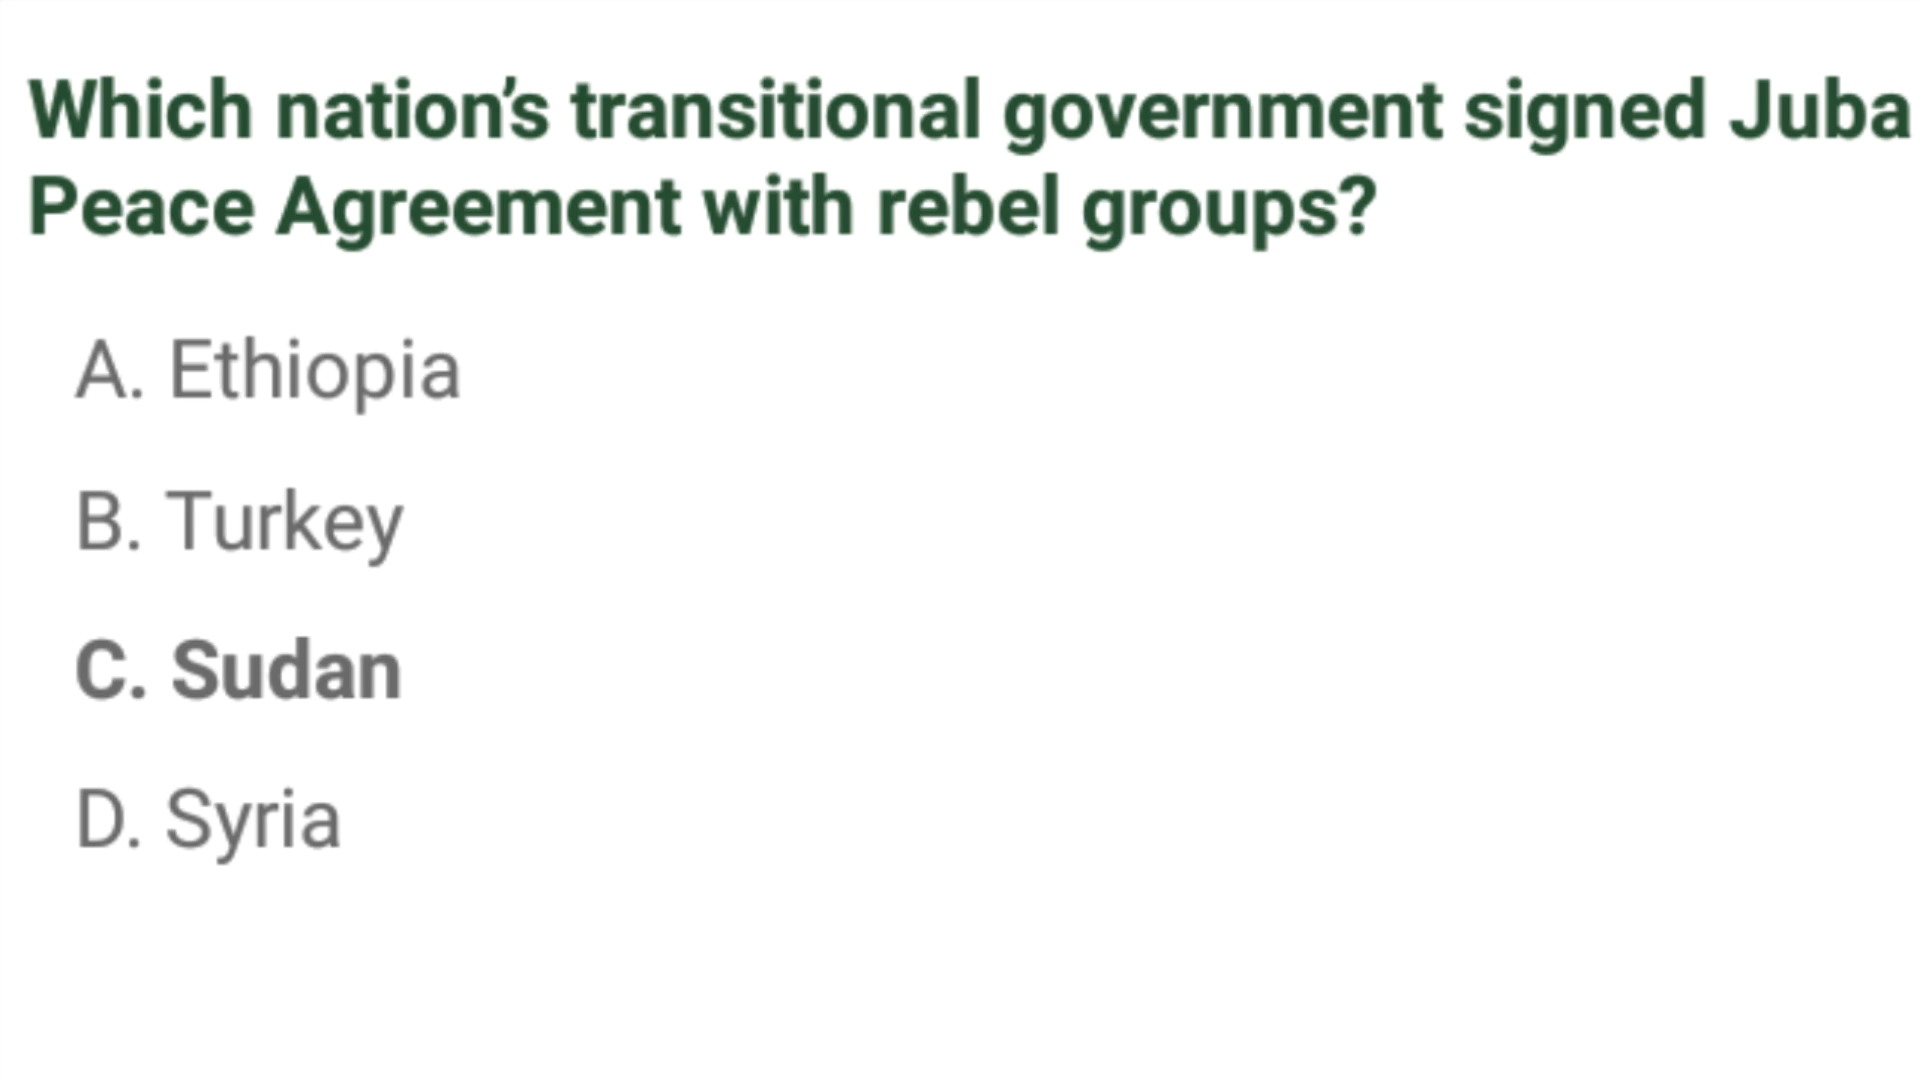 Which nation’s transitional government signed Juba
Peace Agreement with rebel groups?
A. Ethiopia
B. Turkey
C. Sudan
D. Syria